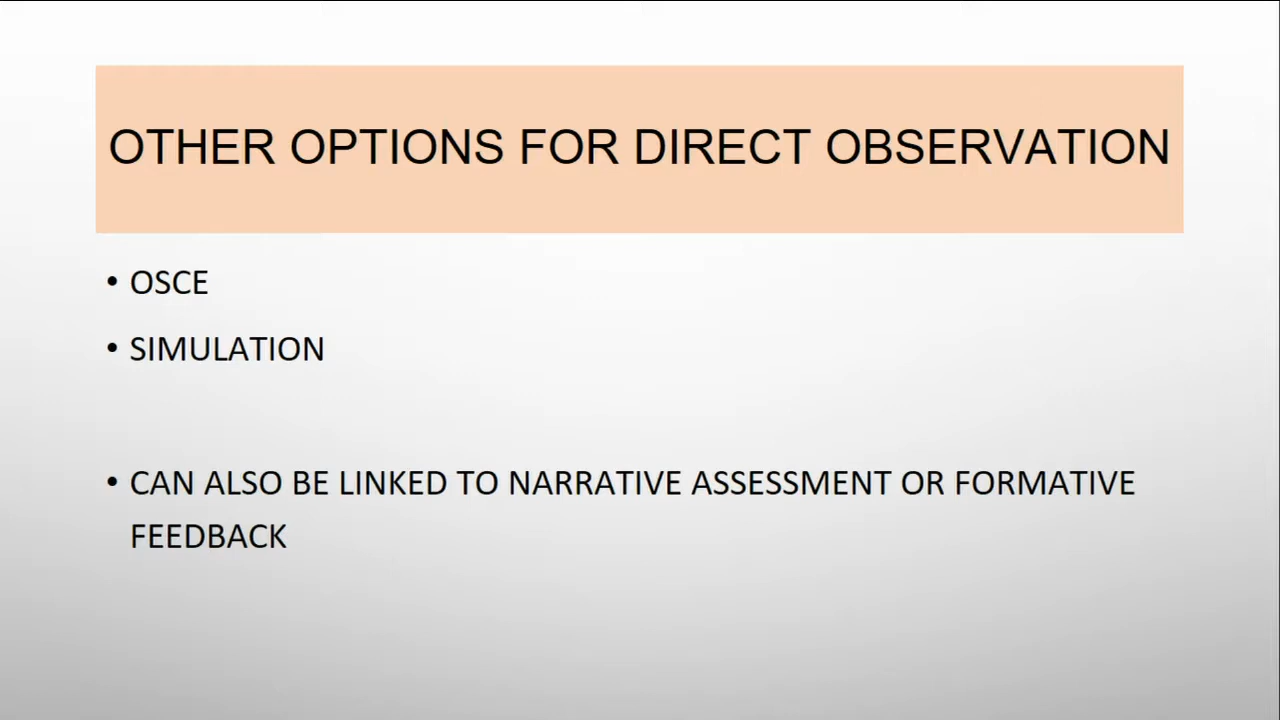 OTHER OPTIONS FOR DIRECT OBSERVATION
• OSCE
• SIMULATION
• CAN ALSO BE LINKED TO NARRATIVE ASSESSMENT OR FORMATIVE
FEEDBACK